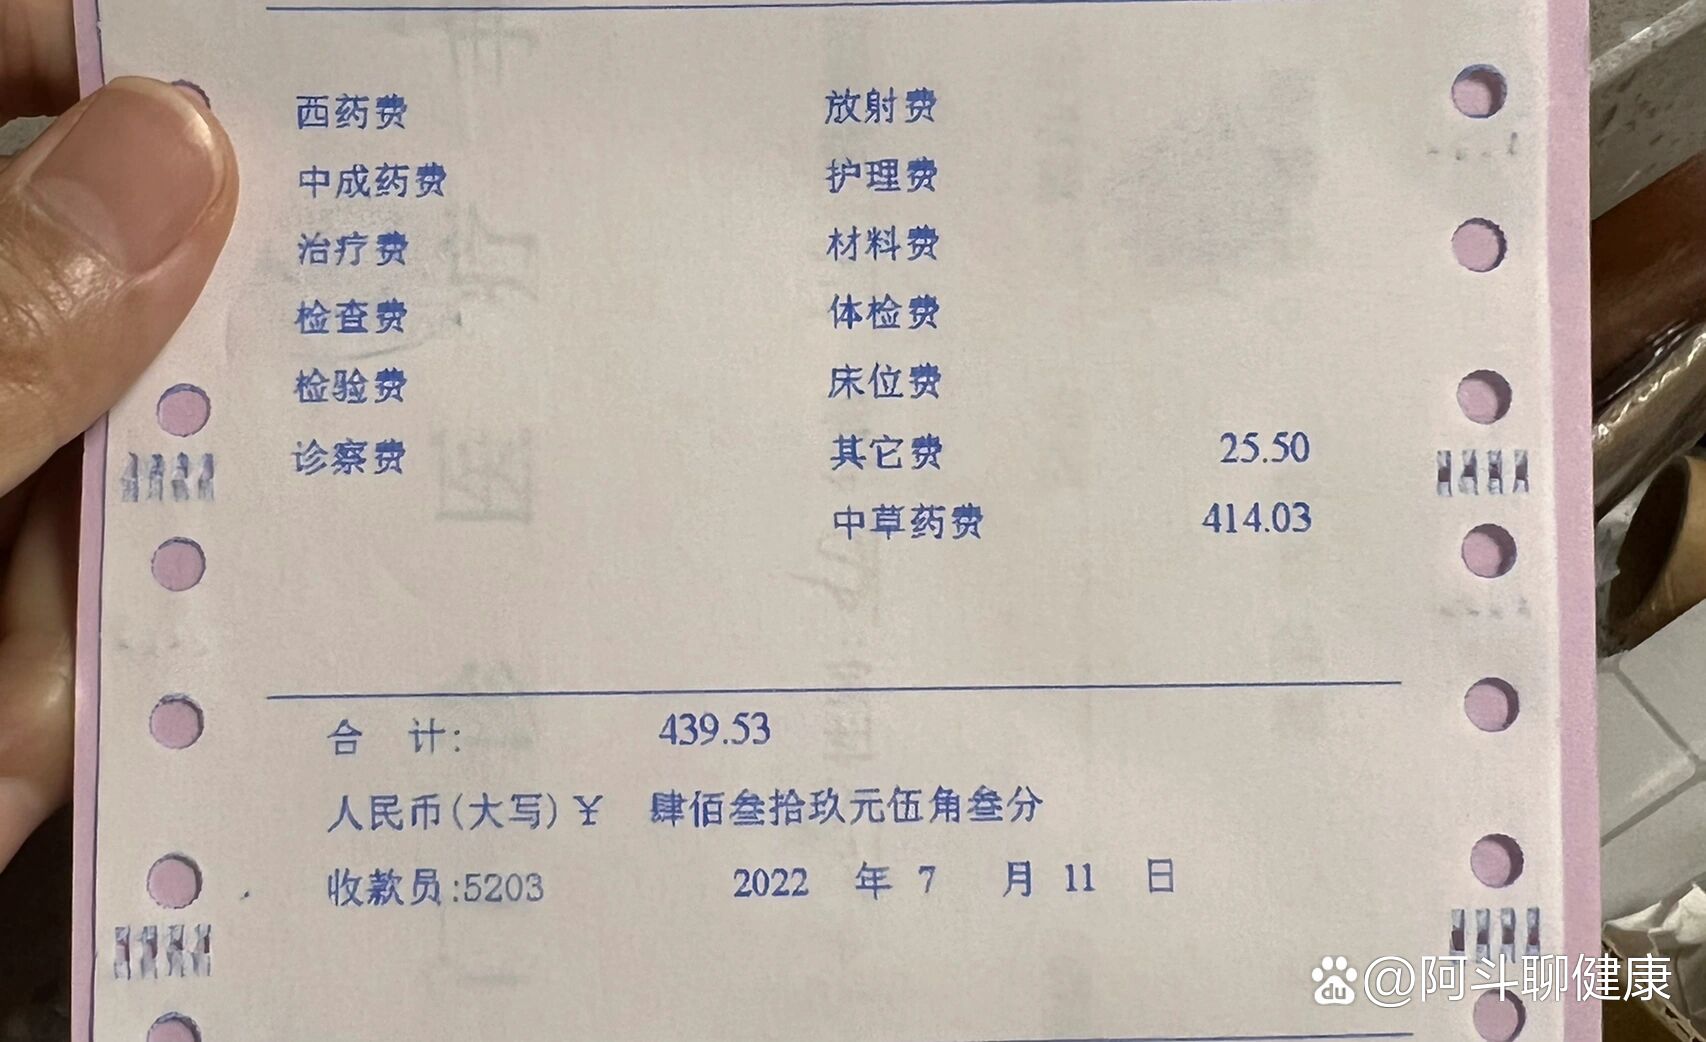 西药费 放射费
中成药费 护理费
治疗费 材料费
检查费 体检费
检验费 床位费
诊察费 其它费 25.50
中草药费 414.03
合 计: 439.53
人民币(大写)￥ 肆佰叁拾玖元伍角叁分
收款员:5203 2022 年 7 月 11 日
du @阿斗聊健康